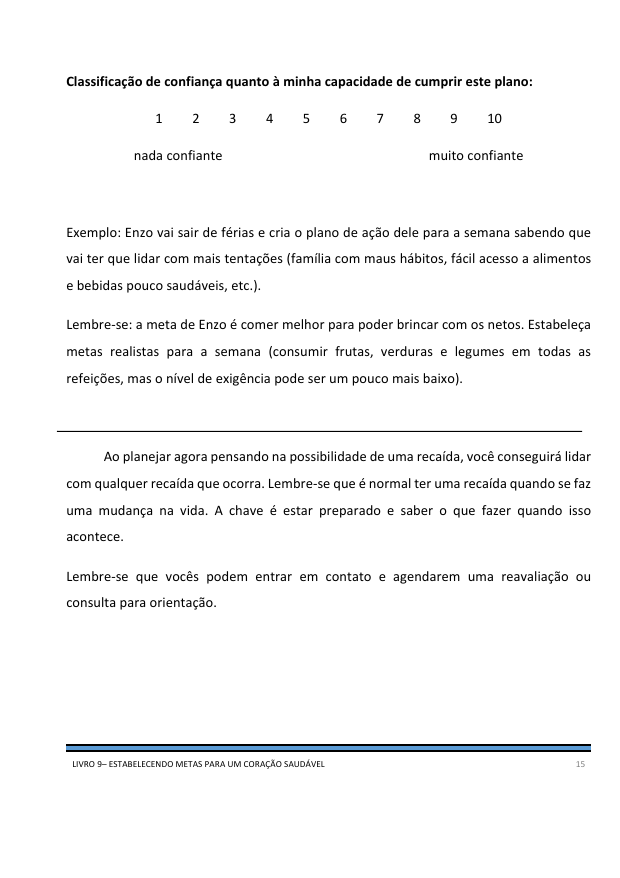 Classificação de confiança quanto à minha capacidade de cumprir este plano:
1 2 3 4 5 6 7 8 9 10
nada confiante muito confiante
Exemplo: Enzo vai sair de férias e cria o plano de ação dele para a semana sabendo que
vai ter que lidar com mais tentações (família com maus hábitos, fácil acesso a alimentos
e bebidas pouco saudáveis, etc.).
Lembre-se: a meta de Enzo é comer melhor para poder brincar com os netos. Estabeleça
metas realistas para a semana (consumir frutas, verduras e legumes em todas as
refeições, mas o nível de exigência pode ser um pouco mais baixo).
Ao planejar agora pensando na possibilidade de uma recaída, você conseguirá lidar
com qualquer recaída que ocorra. Lembre-se que é normal ter uma recaída quando se faz
uma mudança na vida. A chave é estar preparado e saber o que fazer quando isso
acontece.
Lembre-se que vocês podem entrar em contato e agendarem uma reavaliação ou
consulta para orientação.
LIVRO 9– ESTABELECENDO METAS PARA UM CORAÇÃO SAUDÁVEL 15